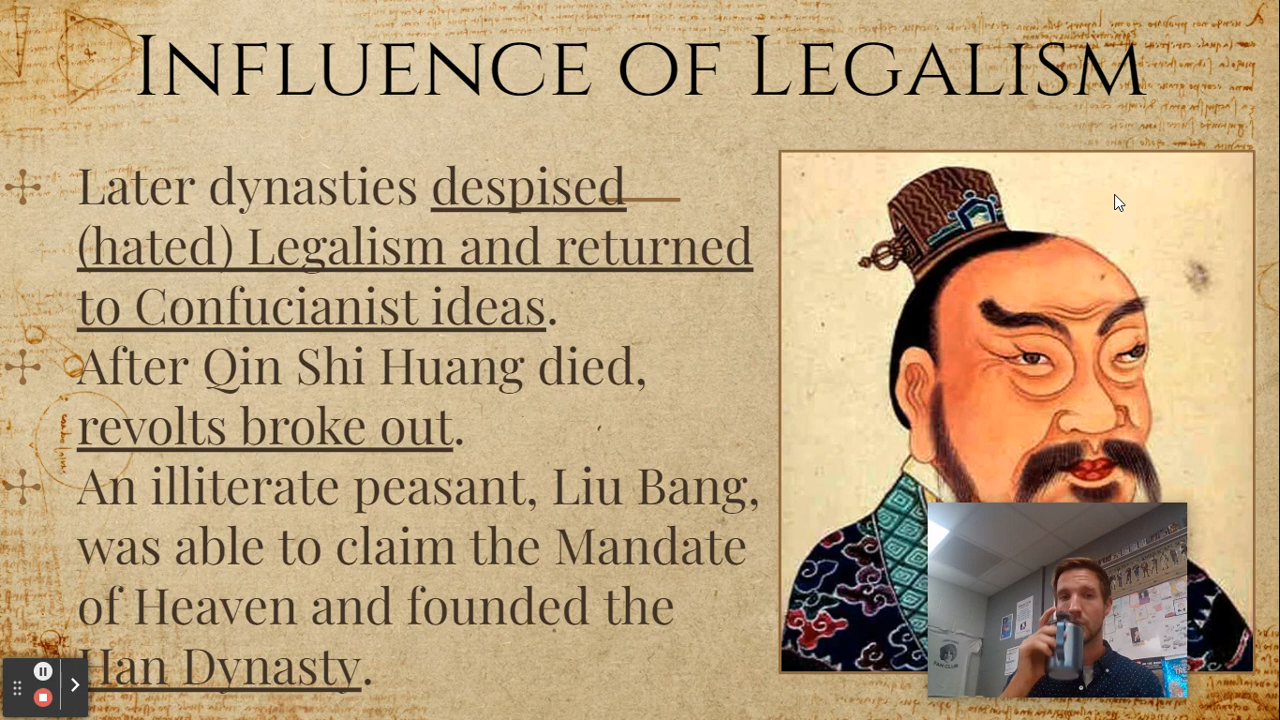 Influence of Legalism
Later dynasties despised
(hated) Legalism and returned
to Confucianist ideas.
After Qin Shi Huang died,
revolts broke out.
An illiterate peasant, Liu Bang,
was able to claim the Mandate
of Heaven and founded the
Han Dynasty.
FAN CLUB